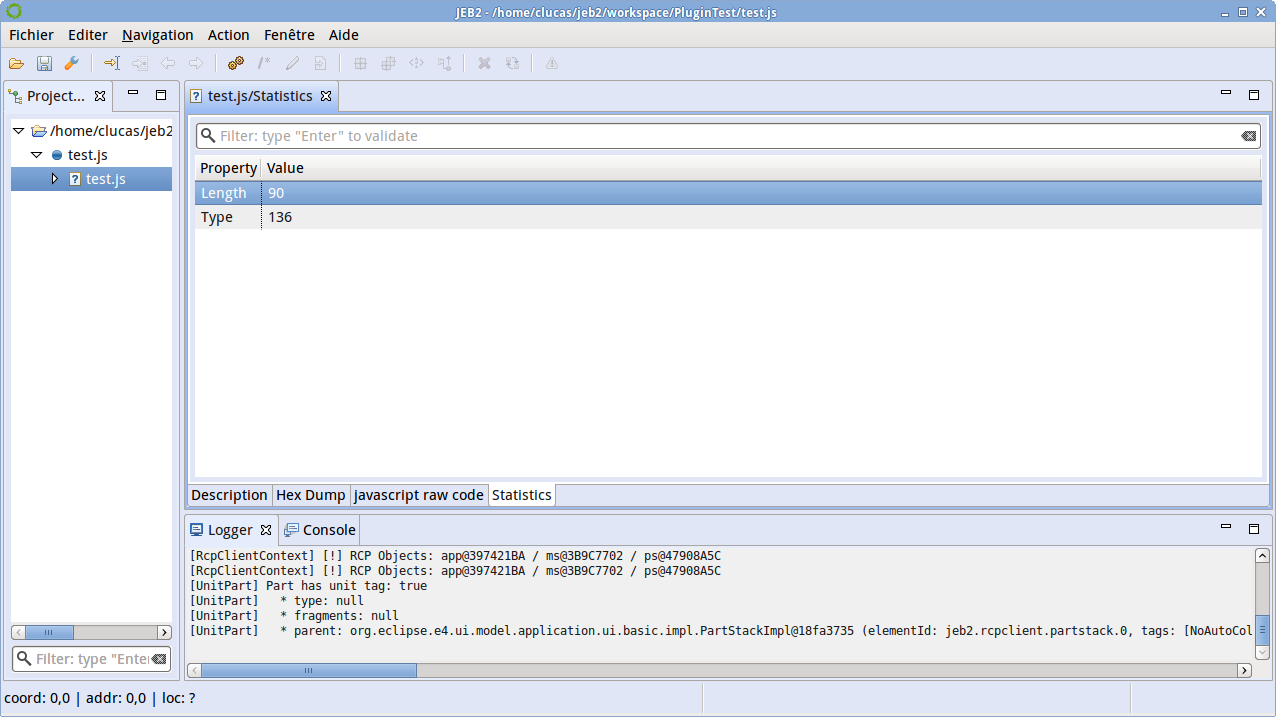 JEB2 - /home/clucas/jeb2/workspace/PluginTest/test.js
Fichier Editer Navigation Action Fenêtre Aide
Project...
/home/clucas/jeb2
test.js
test.js
Filter: type "Ente
test.js/Statistics
Filter: type "Enter" to validate
Property Value
Length 90
Type 136
Description Hex Dump Javascript raw code Statistics
Logger Console
[RcpClientContext] [!] RCP Objects: app@397421BA / ms@3B9C7702 / ps@47908A5C
[RcpClientContext] [!] RCP Objects: app@397421BA / ms@3B9C7702 / ps@47908A5C
[UnitPart] Part has unit tag: true
[UnitPart] * type: null
[UnitPart] * fragments: null
[UnitPart] * parent: org.eclipse.e4.ui.model.application.ui.basic.impl.PartStackImpl@18fa3735 (elementId: jeb2.rcpclient.partstack.0, tags: [NoAutoCol
coord: 0,0 | addr: 0,0 | loc: ?